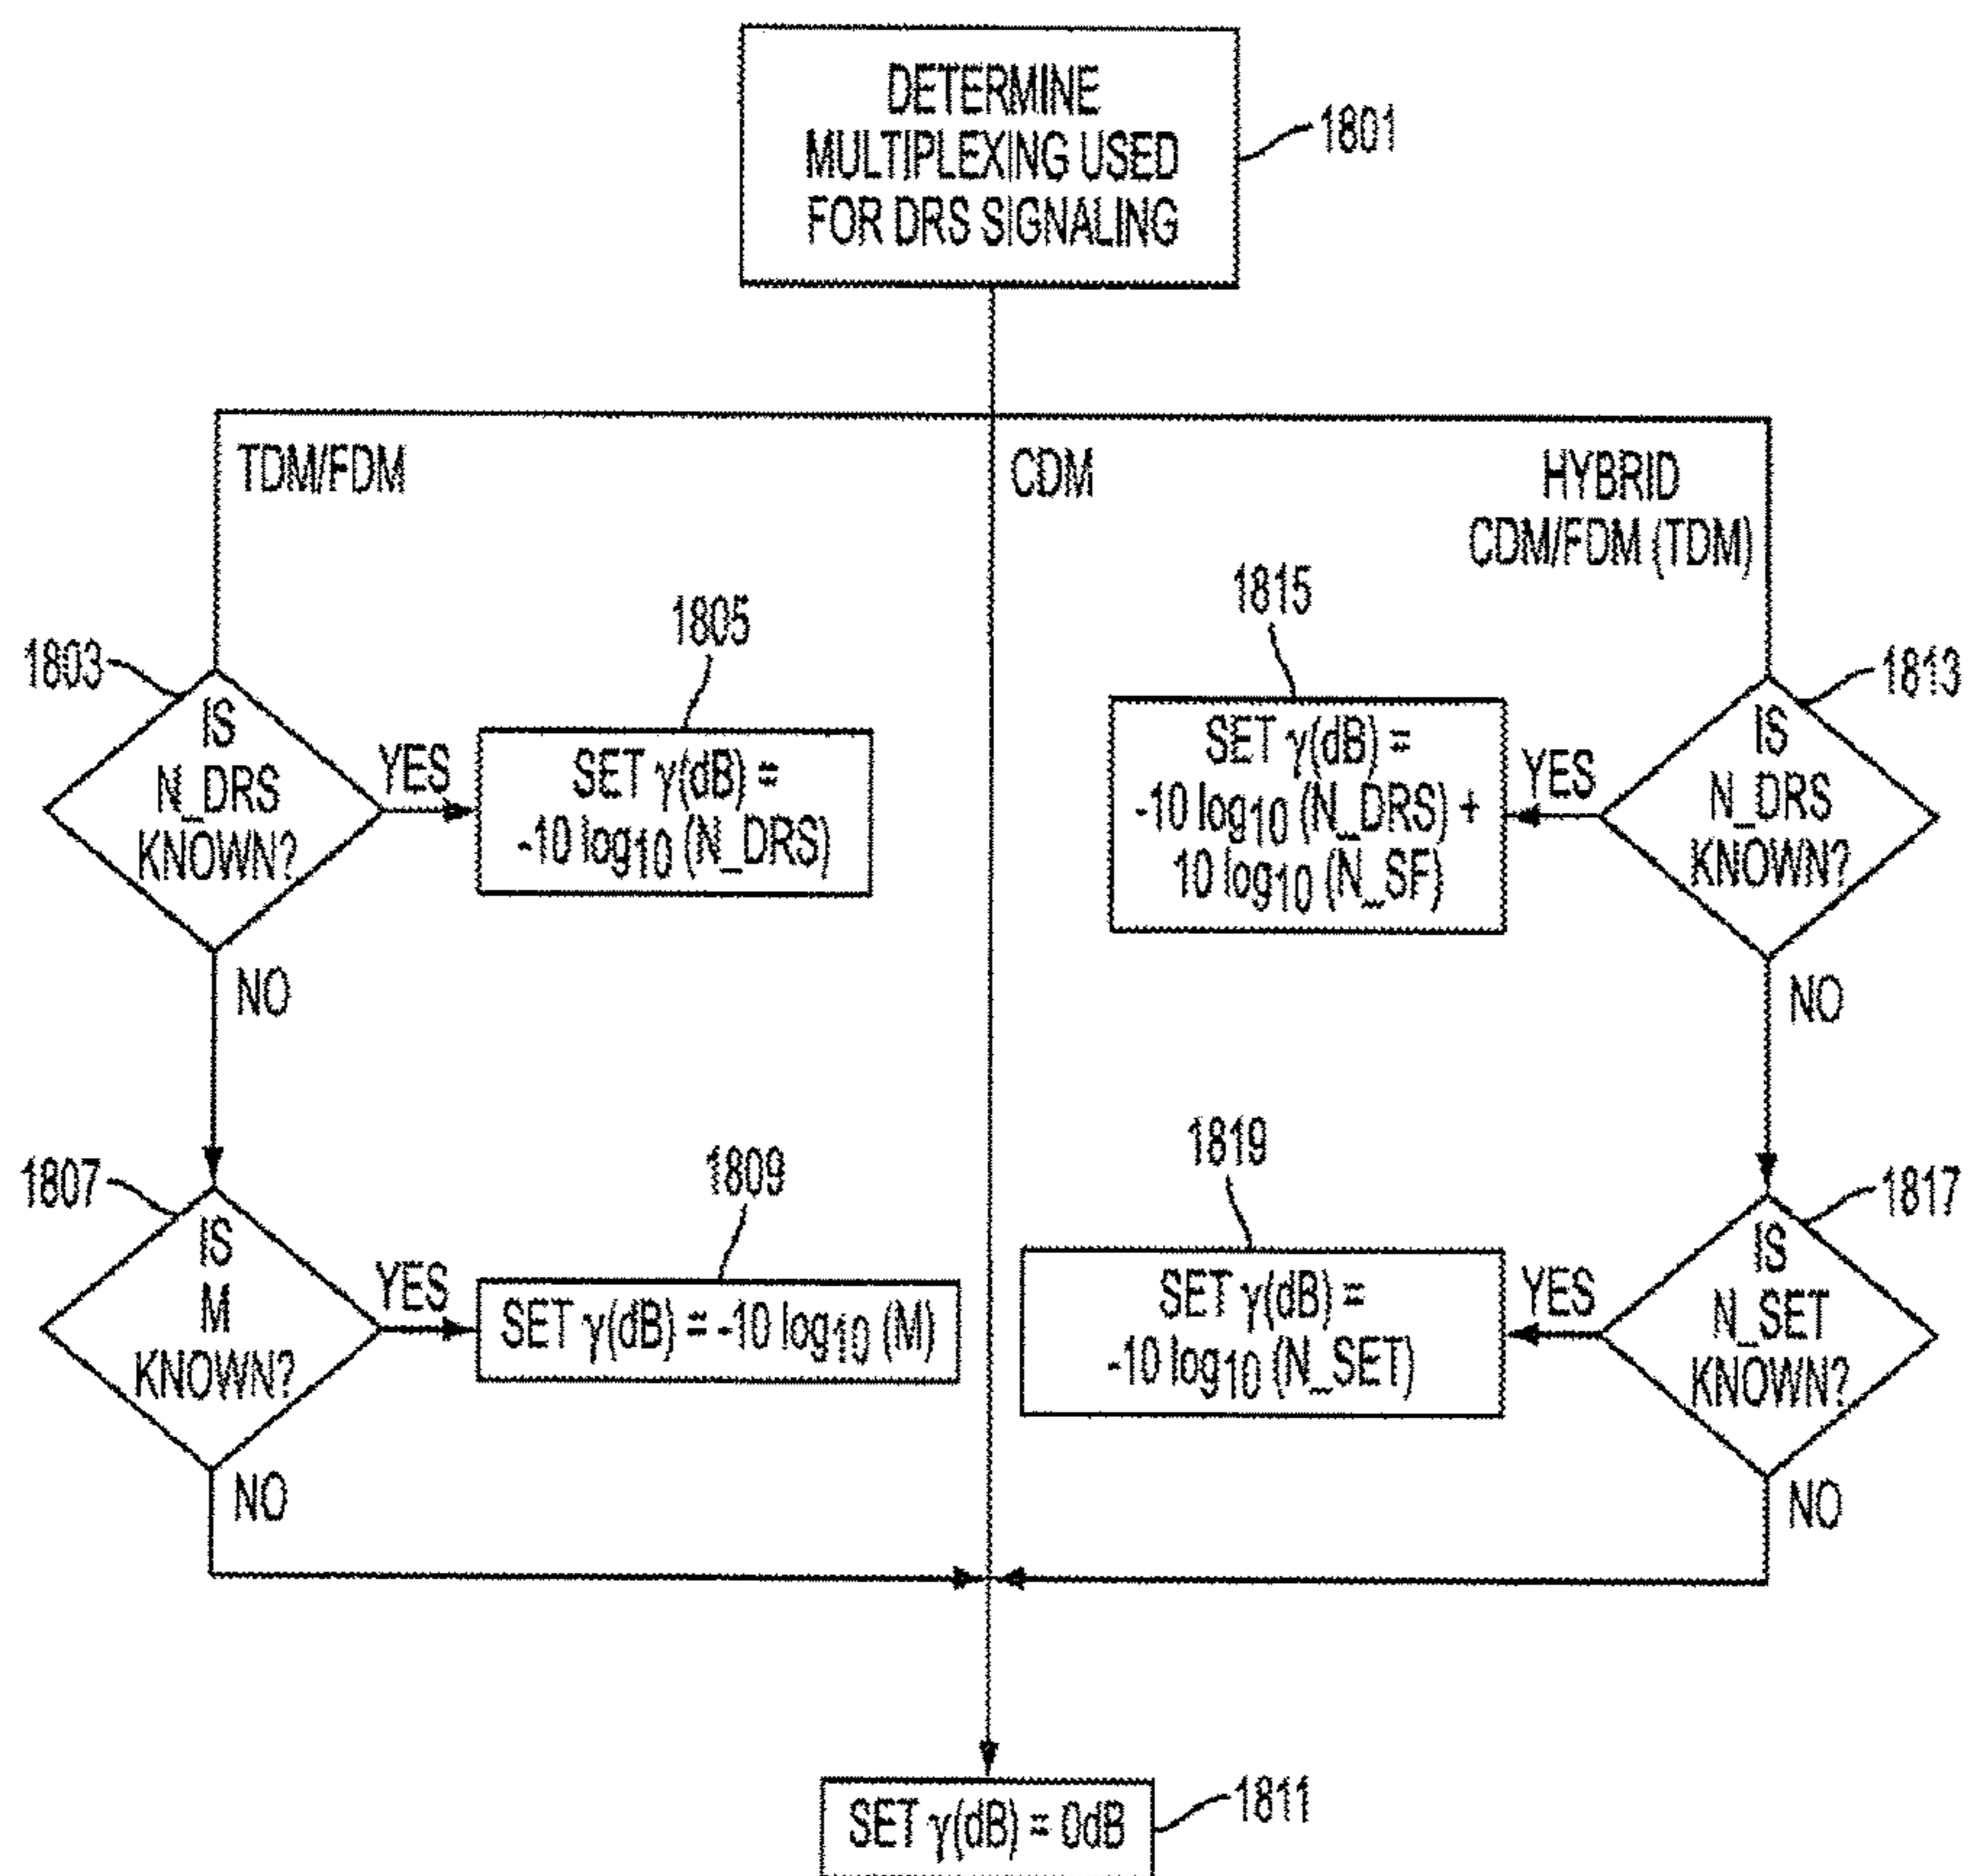 DETERMINE
MULTIPLEXING USED
FOR DRS SIGNALING
1801
TDM/FDM
CDM
HYBRID
CDM/FDM (TDM)
1803
IS
N_DRS
KNOWN?
YES
NO
1805
SET γ(dB) =
-10 log10 (N_DRS)
1815
SET γ(dB) =
-10 log10 (N_DRS) +
10 log10 (N_SF)
1813
IS
N_DRS
KNOWN?
YES
NO
1807
IS
M
KNOWN?
YES
NO
1809
SET γ(dB) = -10 log10 (M)
1819
SET γ(dB) =
-10 log10 (N_SET)
1817
IS
N_SET
KNOWN?
YES
NO
SET γ(dB) = 0dB
1811